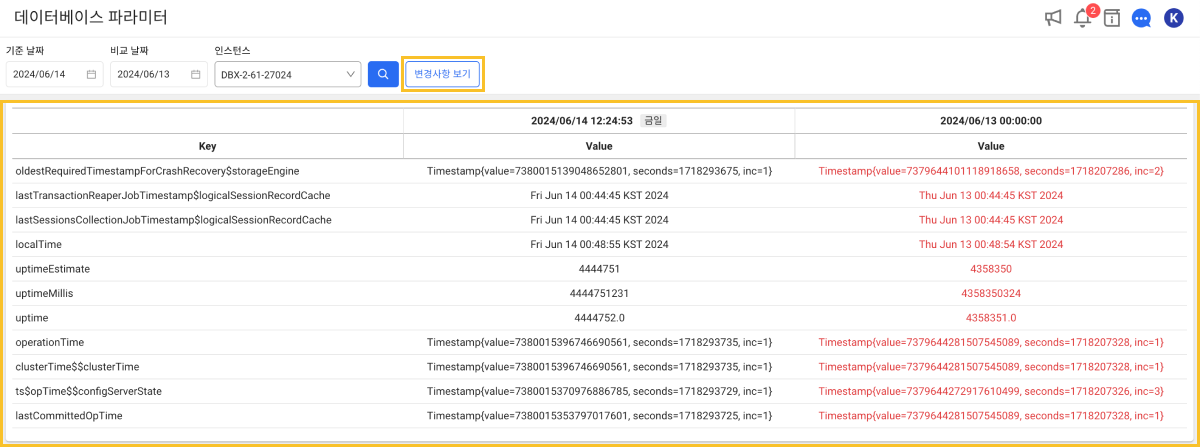 데이터베이스 파라미터
2
K
기준 날짜 비교 날짜 인스턴스
2024/06/14 2024/06/13 DBX-2-61-27024 변경사항 보기
2024/06/14 12:24:53 금일 2024/06/13 00:00:00
Key Value Value
oldestRequiredTimestampForCrashRecovery$storageEngine Timestamp{value=7380015139048652801, seconds=1718293675, inc=1} Timestamp{value=7379644101118918658, seconds=1718207286, inc=2}
lastTransactionReaperJobTimestamp$logicalSessionRecordCache Fri Jun 14 00:44:45 KST 2024 Thu Jun 13 00:44:45 KST 2024
lastSessionsCollectionJobTimestamp$logicalSessionRecordCache Fri Jun 14 00:44:45 KST 2024 Thu Jun 13 00:44:45 KST 2024
localTime Fri Jun 14 00:48:55 KST 2024 Thu Jun 13 00:48:54 KST 2024
uptimeEstimate 4444751 4358350
uptimeMillis 4444751231 4358350324
uptime 4444752.0 4358351.0
operationTime Timestamp{value=7380015396746690561, seconds=1718293735, inc=1} Timestamp{value=7379644281507545089, seconds=1718207328, inc=1}
clusterTime$$clusterTime Timestamp{value=7380015396746690561, seconds=1718293735, inc=1} Timestamp{value=7379644281507545089, seconds=1718207328, inc=1}
ts$opTime$$configServerState Timestamp{value=7380015370976886785, seconds=1718293729, inc=1} Timestamp{value=7379644272917610499, seconds=1718207326, inc=3}
lastCommittedOpTime Timestamp{value=7380015353797017601, seconds=1718293725, inc=1} Timestamp{value=7379644281507545089, seconds=1718207328, inc=1}